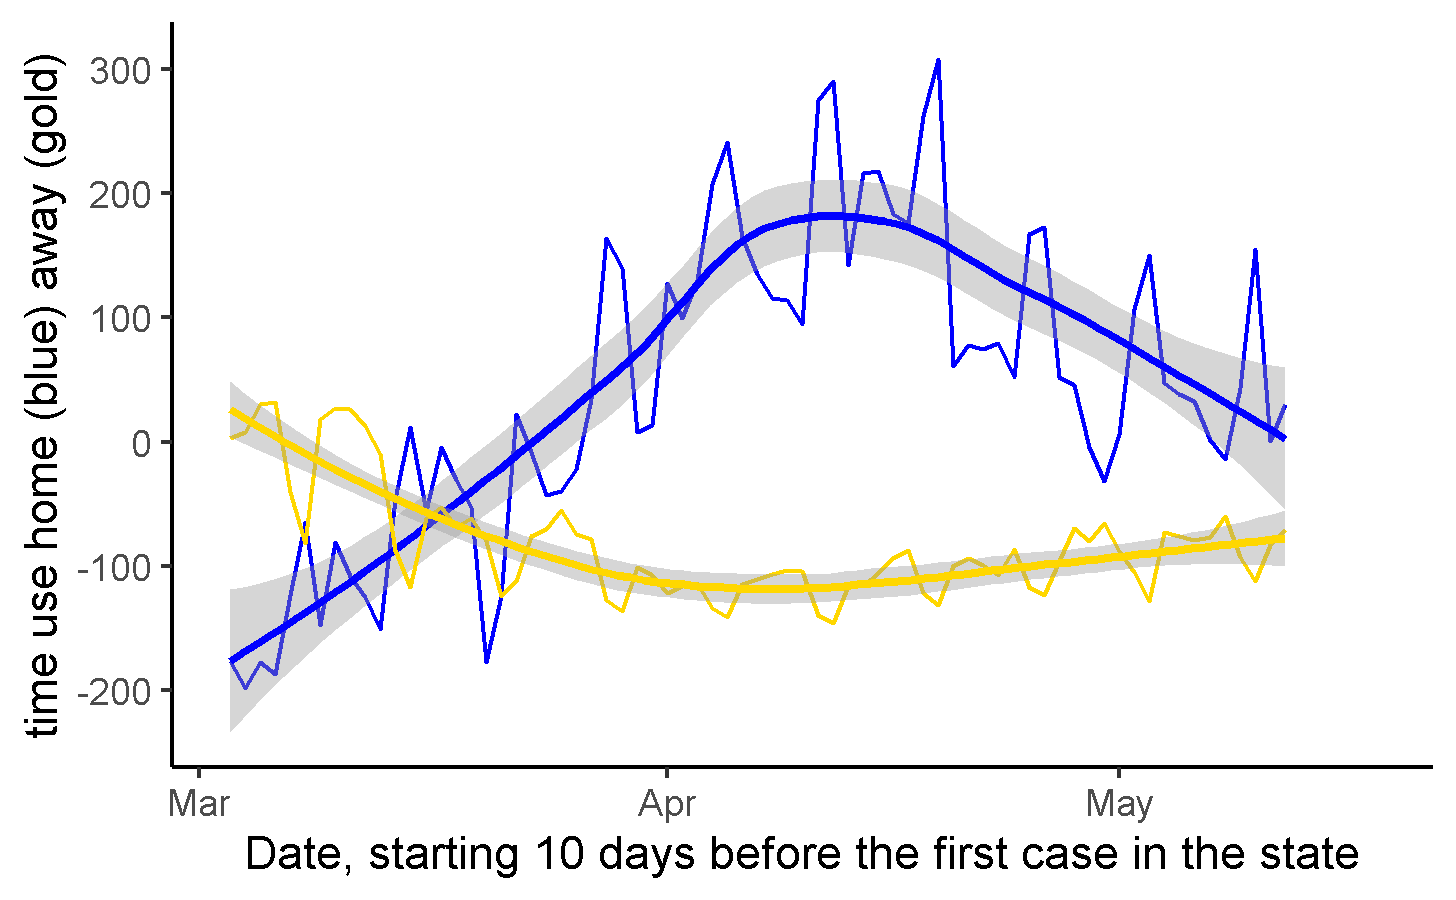 time use home (blue) away (gold)
300
200
100
0
-100
-200
Mar
Apr
May
Date, starting 10 days before the first case in the state